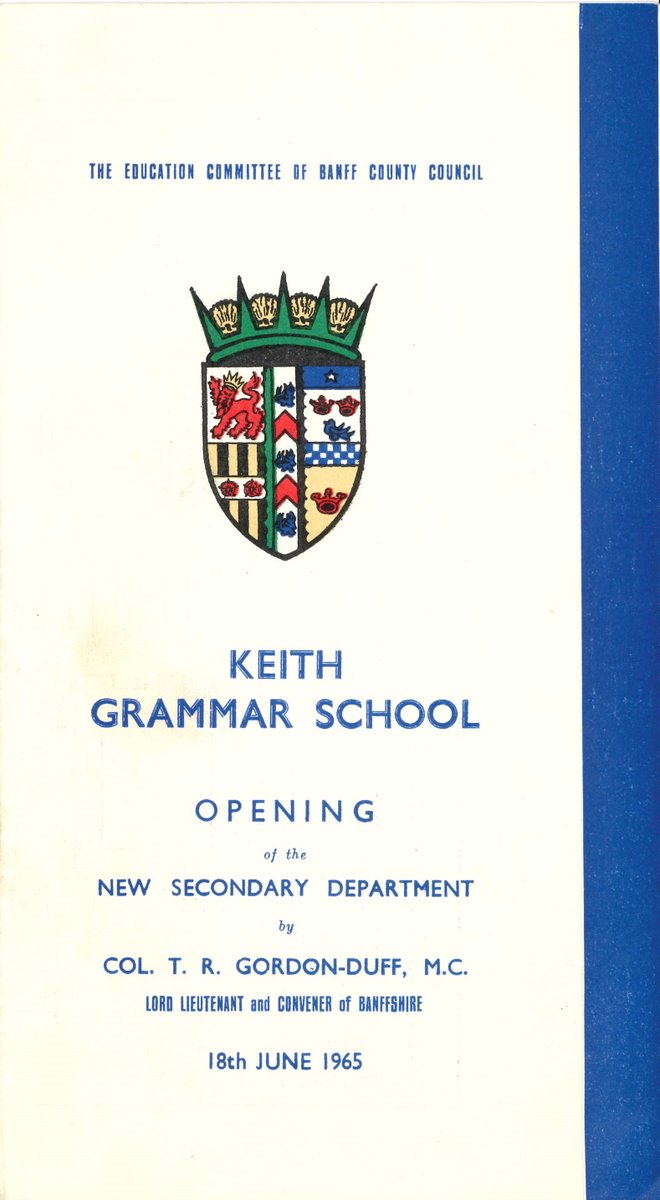 THE EDUCATION COMMITTEE OF BANFF COUNTY COUNCIL
KEITH
GRAMMAR SCHOOL
OPENING
of the
NEW SECONDARY DEPARTMENT
by
COL. T. R. GORDON-DUFF, M.C.
LORD LIEUTENANT and CONVENER of BANFFSHIRE
18th JUNE 1965